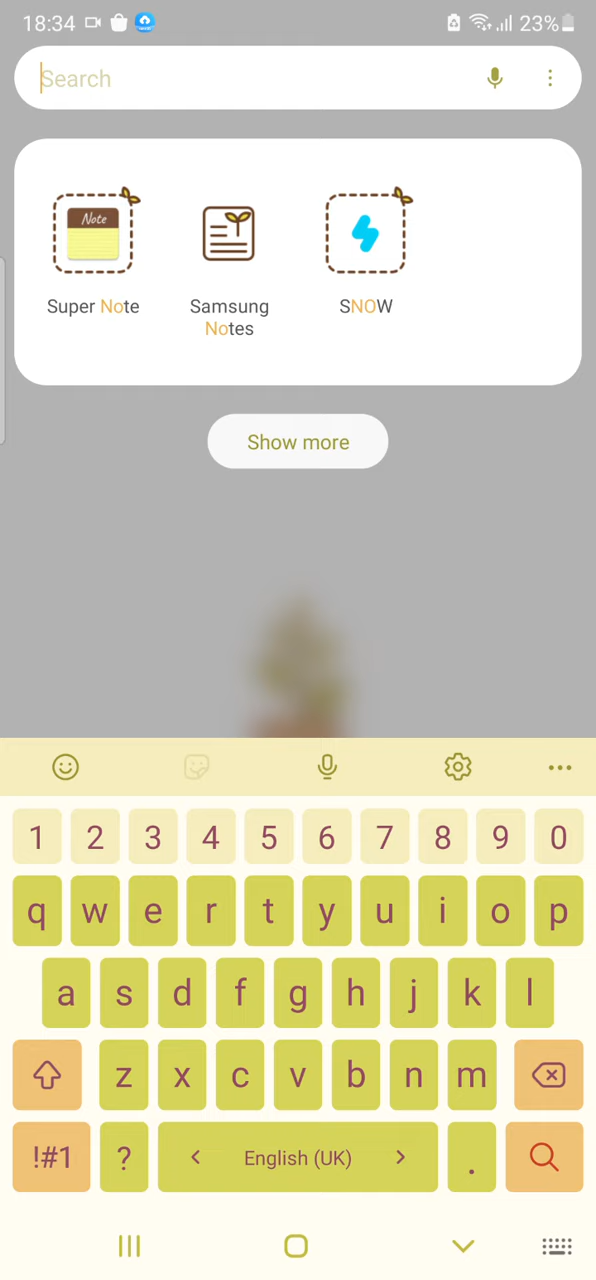 18:34 23%
Search
Note
Super Note
Samsung
Notes
SNOW
Show more
1 2 3 4 5 6 7 8 9 0
q w e r t y u i o p
a s d f g h j k l
z x c v b n m
!#1 ? < English (UK) > .